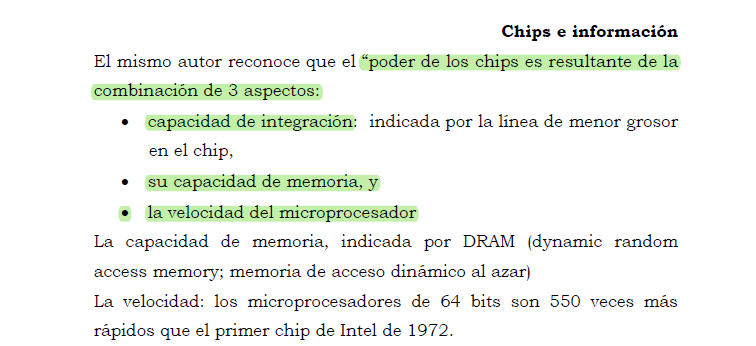 Chips e información
El mismo autor reconoce que el “poder de los chips es resultante de la
combinación de 3 aspectos:
• capacidad de integración: indicada por la línea de menor grosor
en el chip,
• su capacidad de memoria, y
• la velocidad del microprocesador
La capacidad de memoria, indicada por DRAM (dynamic random
access memory; memoria de acceso dinámico al azar)
La velocidad: los microprocesadores de 64 bits son 550 veces más
rápidos que el primer chip de Intel de 1972.